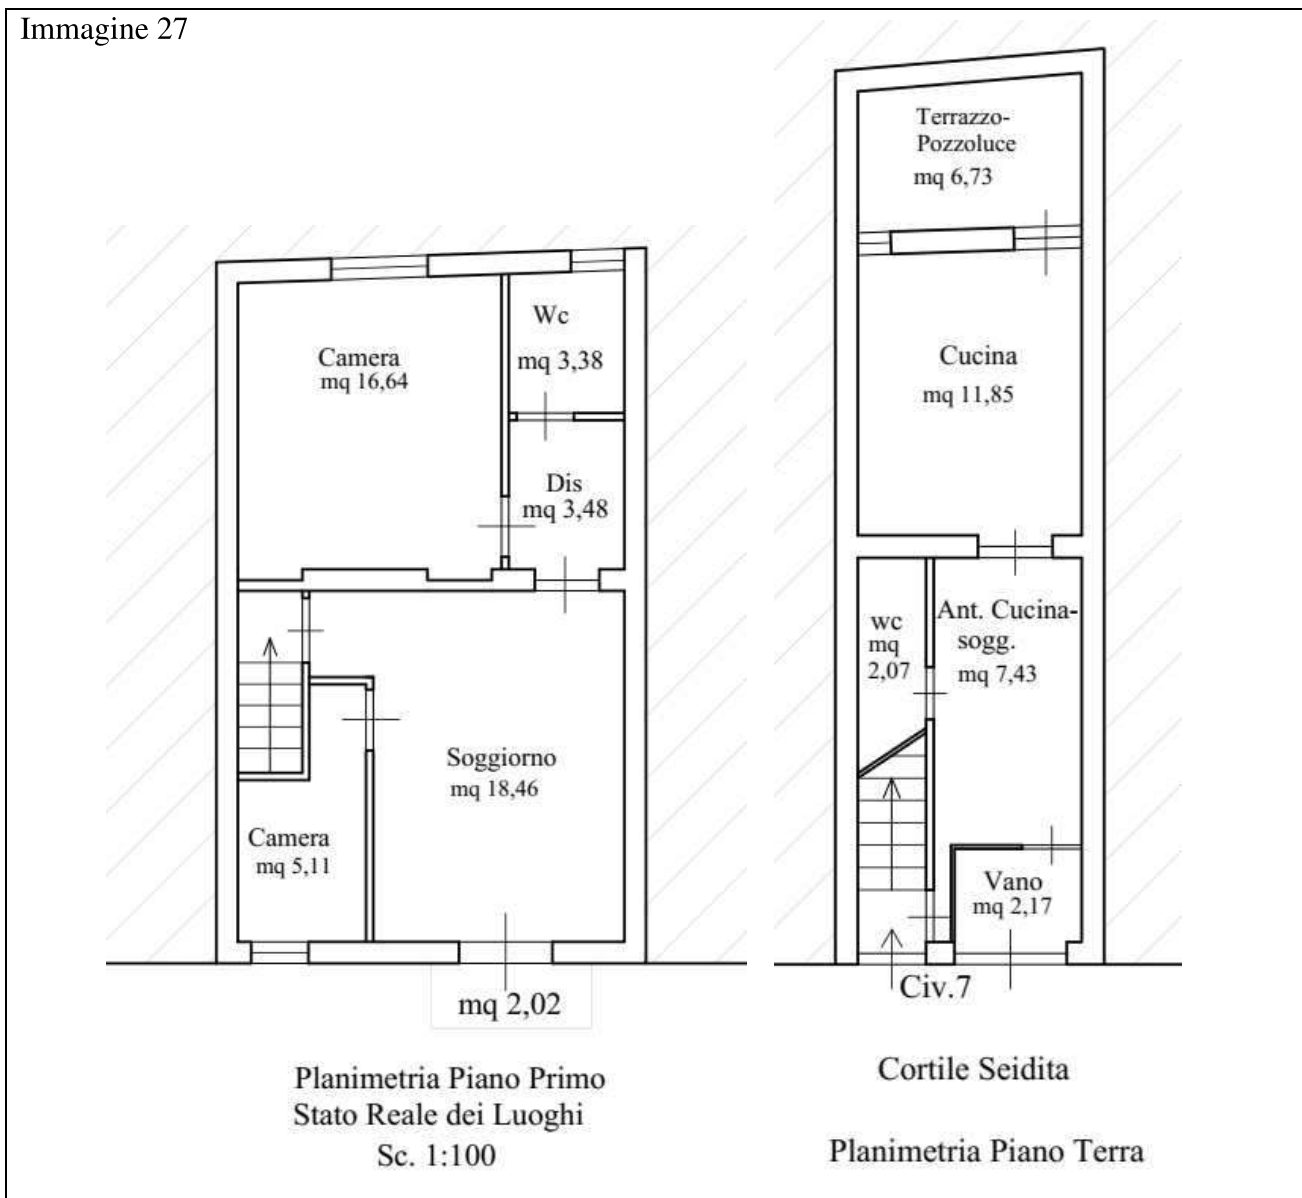 Immagine 27
Wc
mq 3,38
Camera
mq 16,64
Dis
mq 3,48
Soggiorno
mq 18,46
Camera
mq 5,11
mq 2,02
Planimetria Piano Primo
Stato Reale dei Luoghi
Sc. 1:100
Terrazzo-
Pozzoluce
mq 6,73
Cucina
mq 11,85
wc
mq
2,07
Ant. Cucina-
sogg.
mq 7,43
Vano
mq 2,17
Civ.7
Cortile Seidita
Planimetria Piano Terra